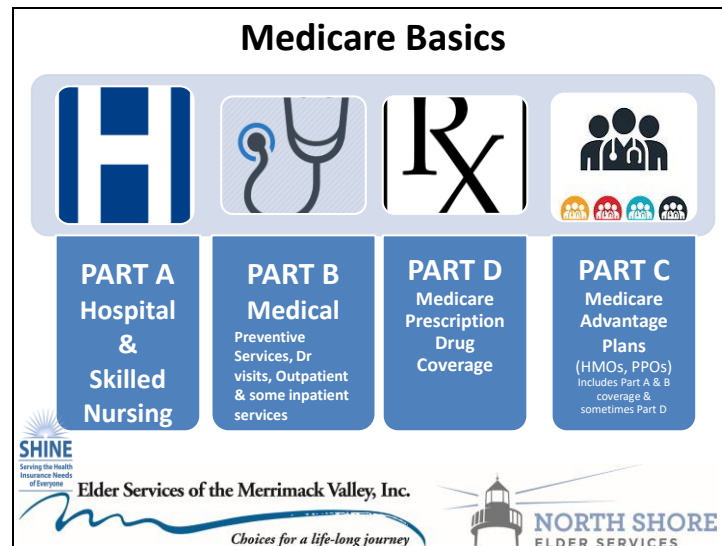 Medicare Basics
H
RX
PART A
Hospital
&
Skilled
Nursing
PART B
Medical
Preventive
Services, Dr
visits, Outpatient
& some inpatient
services
PART D
Medicare
Prescription
Drug
Coverage
PART C
Medicare
Advantage
Plans
(HMOs, PPOs)
Includes Part A & B
coverage &
sometimes Part D
SHINE
Serving the Health
Insurance Needs
of Everyone
Elder Services of the Merrimack Valley, Inc.
Choices for a life-long journey
NORTH SHORE
ELDER SERVICES